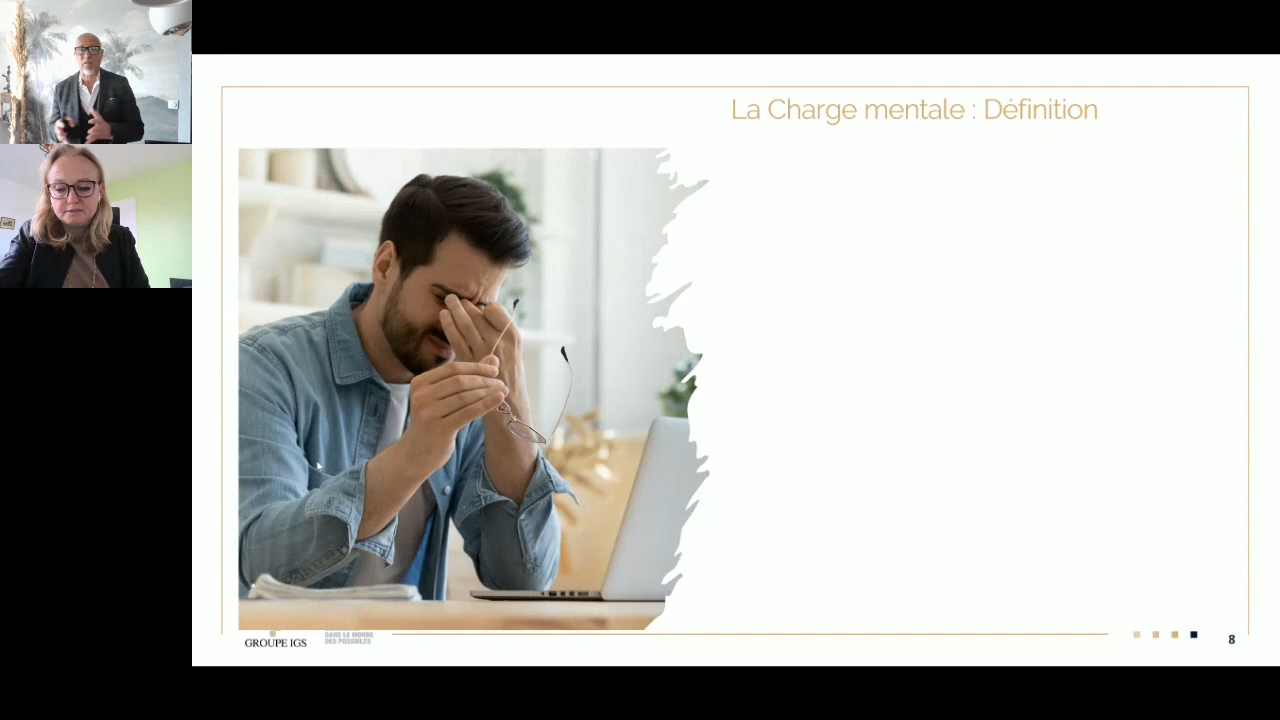 La Charge mentale : Définition
GROUPE IGS
DANS LE MONDE
DES POSSIBLES
8